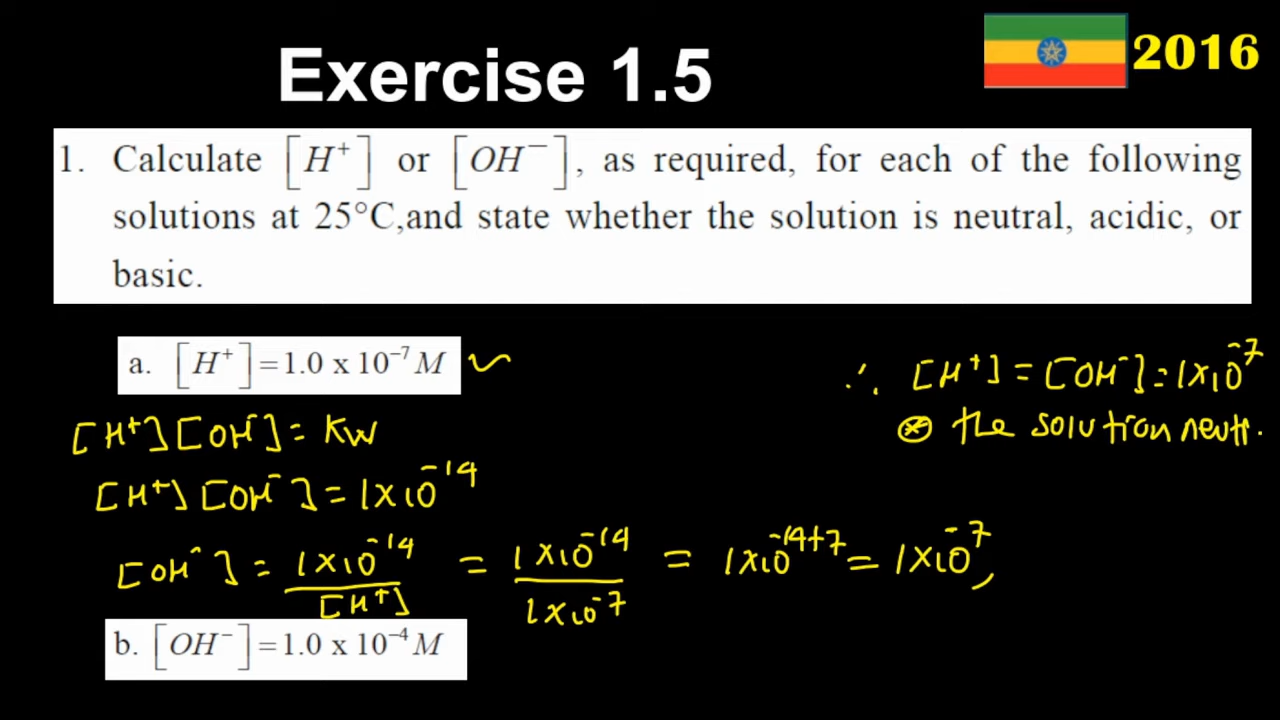 Exercise 1.5
2016
1. Calculate [H⁺] or [OH⁻], as required, for each of the following
solutions at 25°C,and state whether the solution is neutral, acidic, or
basic.
a. [H⁺] = 1.0 x 10⁻⁷ M
∴ [H⁺] = [OH⁻] = 1x10⁻⁷
the solution neutr.
[H⁺][OH⁻] = Kw
[H⁺][OH⁻] = 1x10⁻¹⁴
[OH⁻] = 1x10⁻¹⁴/[H⁺] = 1x10⁻¹⁴/1x10⁻⁷ = 1x10⁻¹⁴⁺⁷ = 1x10⁻⁷
b. [OH⁻] = 1.0 x 10⁻⁴ M